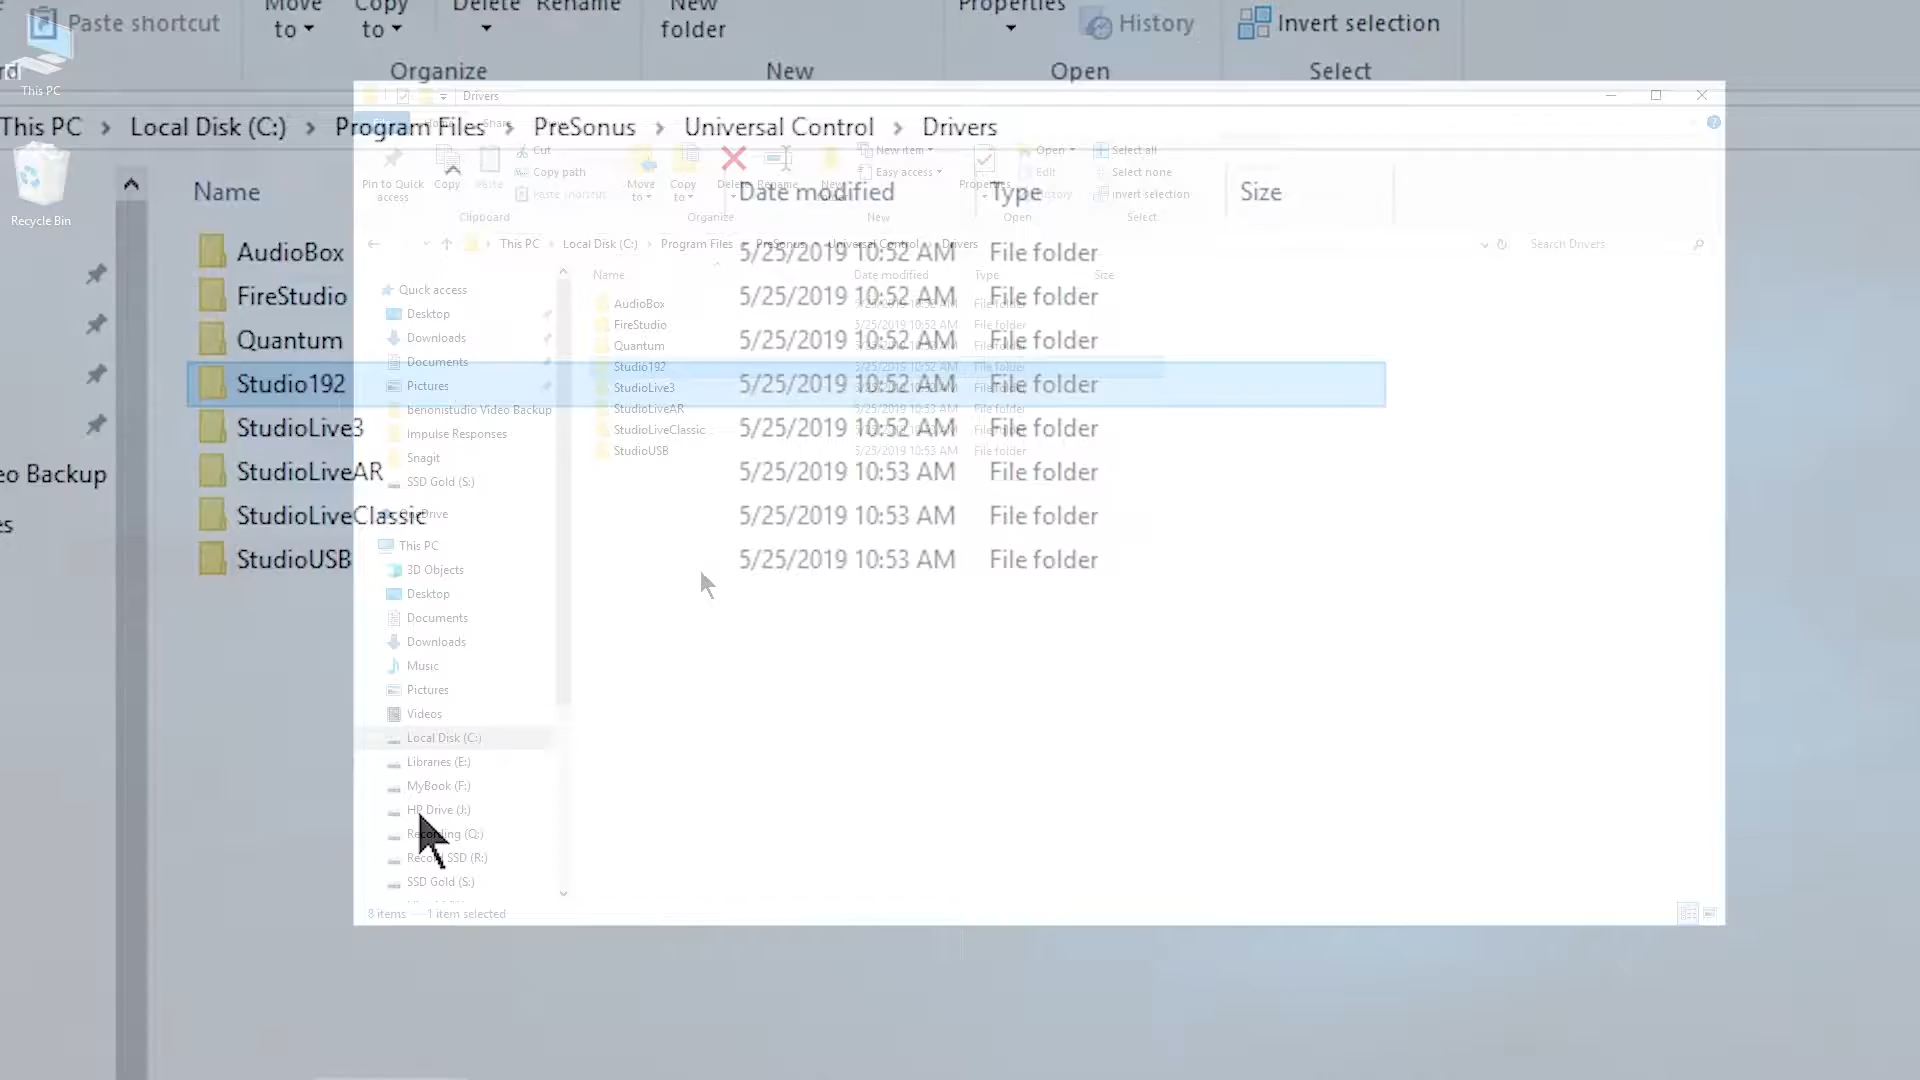 Move Copy Delete Rename New Properties
Paste shortcut to to folder History Invert selection
Organize New Open Select
This PC
Drivers
This PC > Local Disk (C:) > Program Files > PreSonus > Universal Control > Drivers
Share
Cut New item Open Select all
Copy path Easy access Edit Select none
Pin to Quick access Copy Paste Paste shortcut Move to Copy to Delete Rename New Properties History Invert selection
Clipboard Organize New Open Select
Recycle Bin
Name Date modified Type Size
This PC Local Disk (C:) Program Files PreSonus Universal Control Drivers Search Drivers
AudioBox 5/25/2019 10:52 AM File folder
FireStudio 5/25/2019 10:52 AM File folder
Quantum 5/25/2019 10:52 AM File folder
Studio192 5/25/2019 10:52 AM File folder
StudioLive3 5/25/2019 10:52 AM File folder
StudioLiveAR 5/25/2019 10:53 AM File folder
StudioLiveClassic 5/25/2019 10:53 AM File folder
StudioUSB 5/25/2019 10:53 AM File folder
eo Backup
es
Quick access
Desktop
Downloads
Documents
Pictures
benonistudio Video Backup
Impulse Responses
Snagit
SSD Gold (S:)
OneDrive
This PC
3D Objects
Desktop
Documents
Downloads
Music
Pictures
Videos
Local Disk (C:)
Libraries (E:)
MyBook (F:)
HP Drive (J:)
Recording (Q:)
Record SSD (R:)
SSD Gold (S:)
Name Date modified Type Size
AudioBox 5/25/2019 10:52 AM File folder
FireStudio 5/25/2019 10:52 AM File folder
Quantum 5/25/2019 10:52 AM File folder
Studio192 5/25/2019 10:52 AM File folder
StudioLive3 5/25/2019 10:52 AM File folder
StudioLiveAR 5/25/2019 10:53 AM File folder
StudioLiveClassic 5/25/2019 10:53 AM File folder
StudioUSB 5/25/2019 10:53 AM File folder
8 items 1 item selected